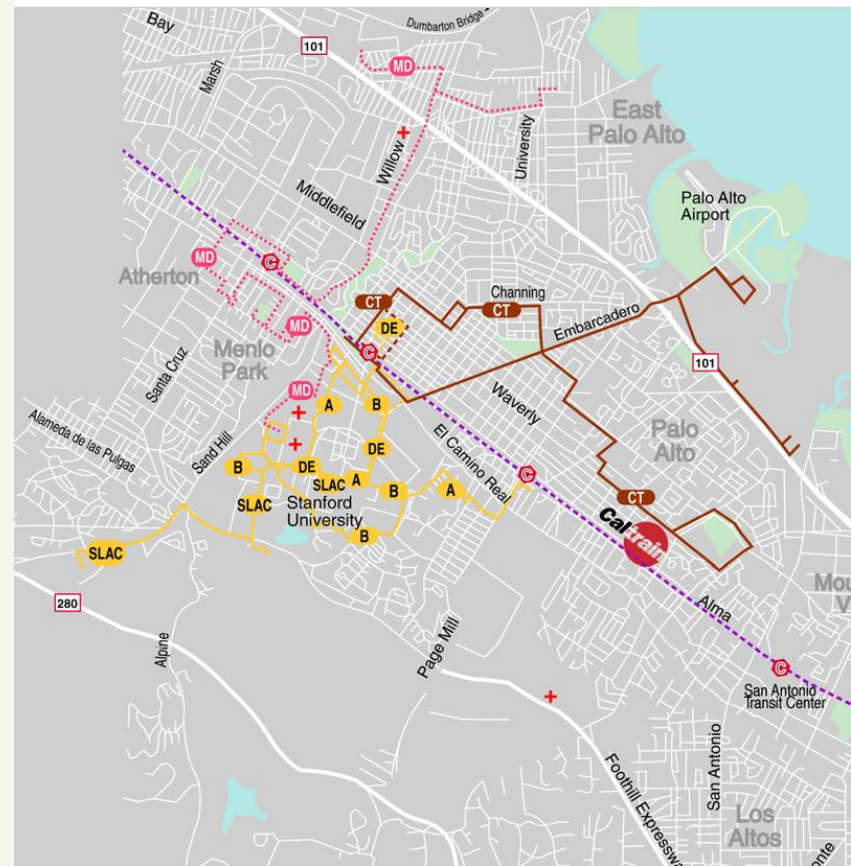 Dumbarton Bridge
Bay
101
Marsh
MD
East
Palo Alto
Willow
University
Palo Alto
Airport
Middlefield
MD
C
Atherton
Channing
CT
CT
Embarcadero
DE
MD
Menlo
Park
C
101
Santa Cruz
MD
Waverly
A
B
Alameda de las Pulgas
Sand Hill
El Camino Real
Palo
Alto
DE
B
DE
SLAC
A
C
B
A
CT
SLAC
Stanford
University
B
Caltrain
SLAC
280
Alma
Mou
V
Alpine
Page Mill
C
San Antonio
Transit Center
San Antonio
Foothill Expressw
Los
Altos
onte